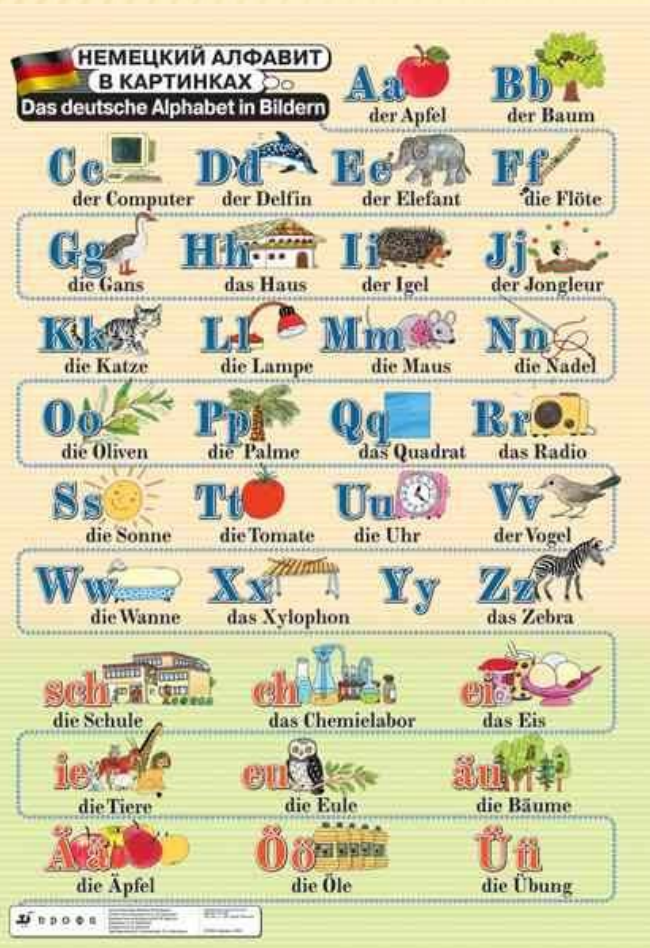 НЕМЕЦКИЙ АЛФАВИТ
В КАРТИНКАХ
Das deutsche Alphabet in Bildern
Aa Bb
der Apfel der Baum
Cc Dd Ee Ff
der Computer der Delfin der Elefant die Flöte
Gg Hh Ii Jj
die Gans das Haus der Igel der Jongleur
Kk Ll Mm Nn
die Katze die Lampe die Maus die Nadel
Oo Pp Qq Rr
die Oliven die Palme das Quadrat das Radio
Ss Tt Uu Vv
die Sonne die Tomate die Uhr der Vogel
Ww Xx Yy Zz
die Wanne das Xylophon das Zebra
sch ch ei
die Schule das Chemielabor das Eis
ie eu äu
die Tiere die Eule die Bäume
Ää Öö Üü
die Äpfel die Öle die Übung
дрофа